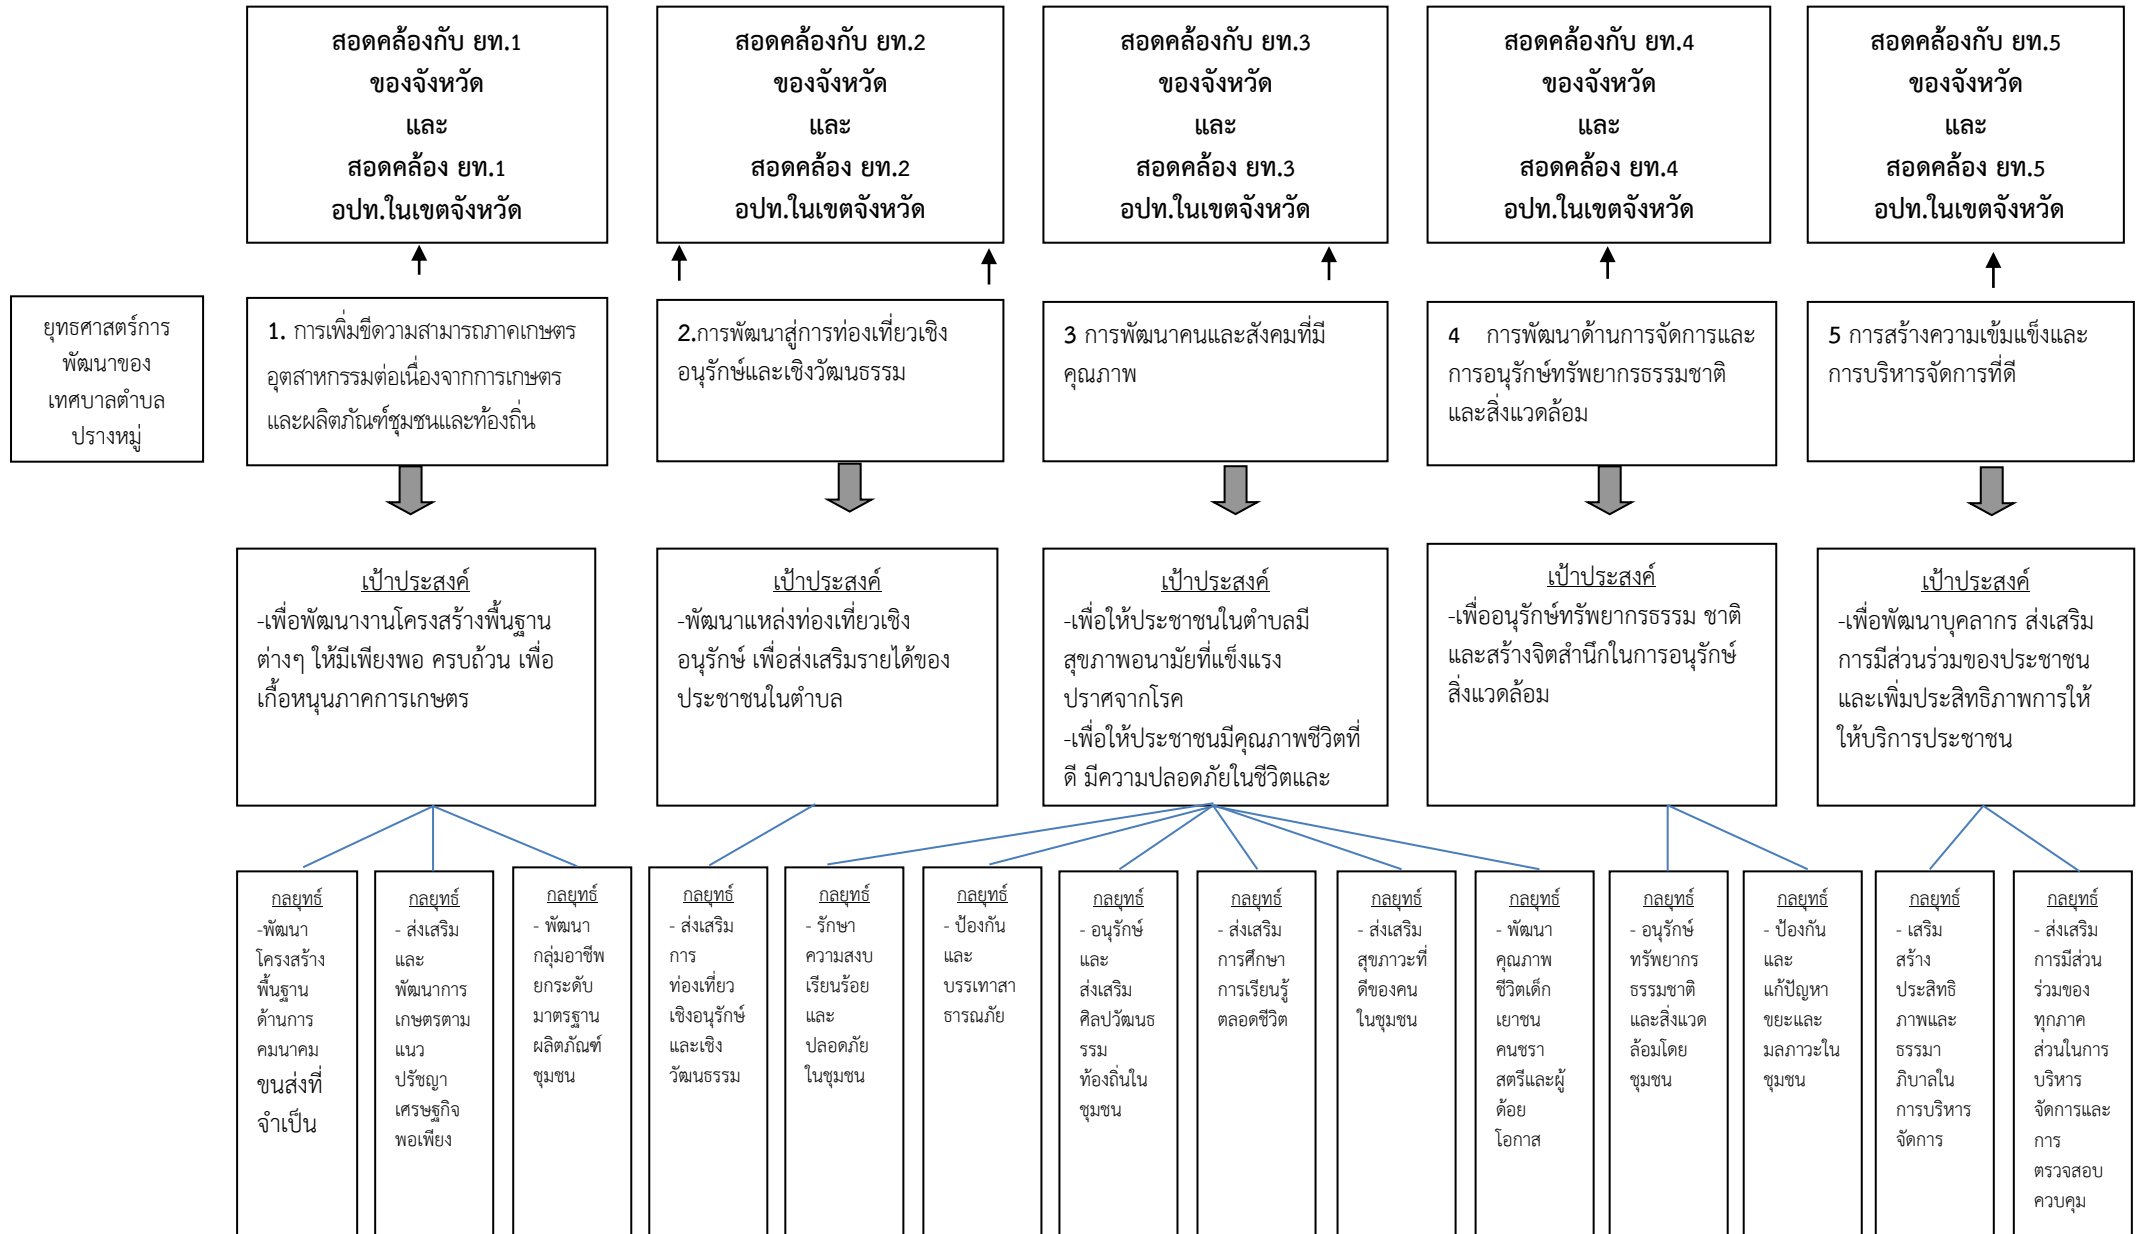 สอดคล้องกับ ยท.1
ของจังหวัด
และ
สอดคล้อง ยท.1
อปท.ในเขตจังหวัด
สอดคล้องกับ ยท.2
ของจังหวัด
และ
สอดคล้อง ยท.2
อปท.ในเขตจังหวัด
สอดคล้องกับ ยท.3
ของจังหวัด
และ
สอดคล้อง ยท.3
อปท.ในเขตจังหวัด
สอดคล้องกับ ยท.4
ของจังหวัด
และ
สอดคล้อง ยท.4
อปท.ในเขตจังหวัด
สอดคล้องกับ ยท.5
ของจังหวัด
และ
สอดคล้อง ยท.5
อปท.ในเขตจังหวัด
ยุทธศาสตร์การ
พัฒนาของ
เทศบาลตำบล
ปรางหมู่
1. การเพิ่มขีดความสามารถภาคเกษตร
อุตสาหกรรมต่อเนื่องจากการเกษตร
และผลิตภัณฑ์ชุมชนและท้องถิ่น
2.การพัฒนาสู่การท่องเที่ยวเชิง
อนุรักษ์และเชิงวัฒนธรรม
3 การพัฒนาคนและสังคมที่มี
คุณภาพ
4 การพัฒนาด้านการจัดการและ
การอนุรักษ์ทรัพยากรธรรมชาติ
และสิ่งแวดล้อม
5 การสร้างความเข้มแข็งและ
การบริหารจัดการที่ดี
เป้าประสงค์
-เพื่อพัฒนางานโครงสร้างพื้นฐาน
ต่างๆ ให้มีเพียงพอ ครบถ้วน เพื่อ
เกื้อหนุนภาคการเกษตร
เป้าประสงค์
-พัฒนาแหล่งท่องเที่ยวเชิง
อนุรักษ์ เพื่อส่งเสริมรายได้ของ
ประชาชนในตำบล
เป้าประสงค์
-เพื่อให้ประชาชนในตำบลมี
สุขภาพอนามัยที่แข็งแรง
ปราศจากโรค
-เพื่อให้ประชาชนมีคุณภาพชีวิตที่
ดี มีความปลอดภัยในชีวิตและ
เป้าประสงค์
-เพื่ออนุรักษ์ทรัพยากรธรรม ชาติ
และสร้างจิตสำนึกในการอนุรักษ์
สิ่งแวดล้อม
เป้าประสงค์
-เพื่อพัฒนาบุคลากร ส่งเสริม
การมีส่วนร่วมของประชาชน
และเพิ่มประสิทธิภาพการให้
ให้บริการประชาชน
กลยุทธ์
-พัฒนา
โครงสร้าง
พื้นฐาน
ด้านการ
คมนาคม
ขนส่งที่
จำเป็น
กลยุทธ์
- ส่งเสริม
และ
พัฒนาการ
เกษตรตาม
แนว
ปรัชญา
เศรษฐกิจ
พอเพียง
กลยุทธ์
- พัฒนา
กลุ่มอาชีพ
ยกระดับ
มาตรฐาน
ผลิตภัณฑ์
ชุมชน
กลยุทธ์
- ส่งเสริม
การ
ท่องเที่ยว
เชิงอนุรักษ์
และเชิง
วัฒนธรรม
กลยุทธ์
- รักษา
ความสงบ
เรียบร้อย
และ
ปลอดภัย
ในชุมชน
กลยุทธ์
- ป้องกัน
และ
บรรเทาสา
ธารณภัย
กลยุทธ์
- อนุรักษ์
และ
ส่งเสริม
ศิลปวัฒนธ
รรม
ท้องถิ่นใน
ชุมชน
กลยุทธ์
- ส่งเสริม
การศึกษา
การเรียนรู้
ตลอดชีวิต
กลยุทธ์
- ส่งเสริม
สุขภาวะที่
ดีของคน
ในชุมชน
กลยุทธ์
- พัฒนา
คุณภาพ
ชีวิตเด็ก
เยาชน
คนชรา
สตรีและผู้
ด้อย
โอกาส
กลยุทธ์
- อนุรักษ์
ทรัพยากร
ธรรมชาติ
และสิ่งแวด
ล้อมโดย
ชุมชน
กลยุทธ์
- ป้องกัน
และ
แก้ปัญหา
ขยะและ
มลภาวะใน
ชุมชน
กลยุทธ์
- เสริม
สร้าง
ประสิทธิ
ภาพและ
ธรรมา
ภิบาลใน
การบริหาร
จัดการ
กลยุทธ์
- ส่งเสริม
การมีส่วน
ร่วมของ
ทุกภาค
ส่วนในการ
บริหาร
จัดการและ
การ
ตรวจสอบ
ควบคุม